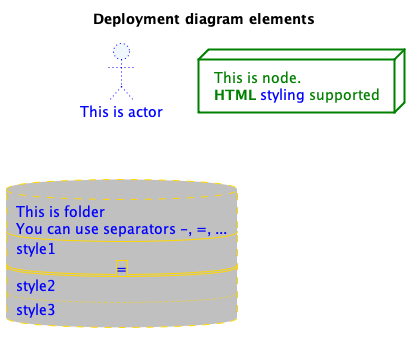 Deployment diagram elements
This is actor
This is node.
HTML styling supported
This is folder
You can use separators -, =, ...
style1
=
style2
style3